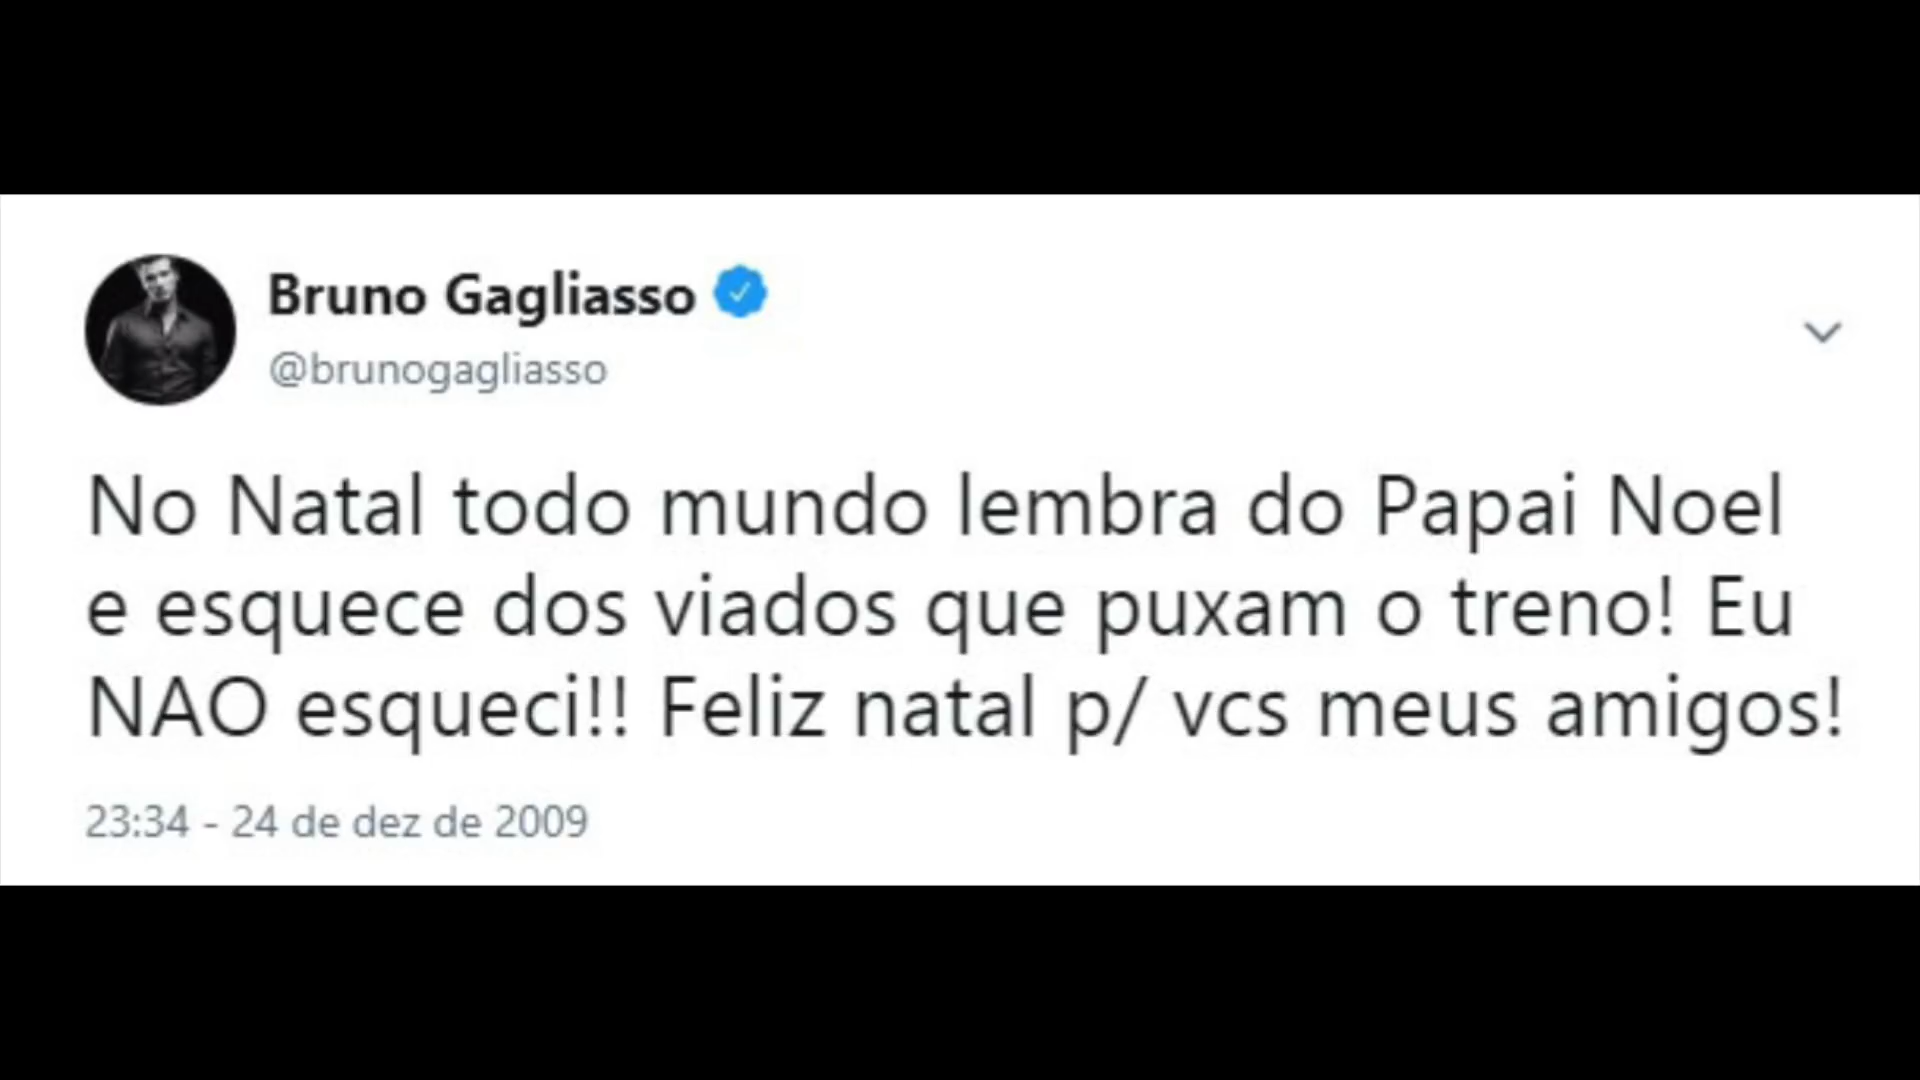 Bruno Gagliasso
@brunogagliasso
No Natal todo mundo lembra do Papai Noel
e esquece dos viados que puxam o treno! Eu
NAO esqueci!! Feliz natal p/ vcs meus amigos!
23:34 - 24 de dez de 2009